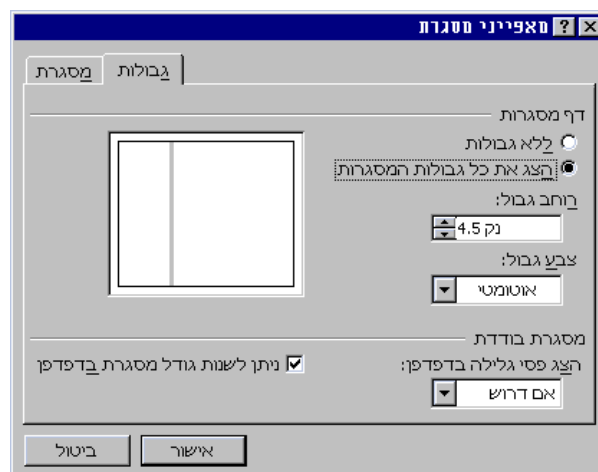 מאפייני מסגרת
גבולות
מסגרת
דף מסגרות
ללא גבולות
הצג את כל גבולות המסגרות
רוחב גבול:
4.5 נק
צבע גבול:
אוטומטי
מסגרת בודדת
הצג פסי גלילה בדפדפן:
ניתן לשנות גודל מסגרת בדפדפן
אם דרוש
אישור
ביטול